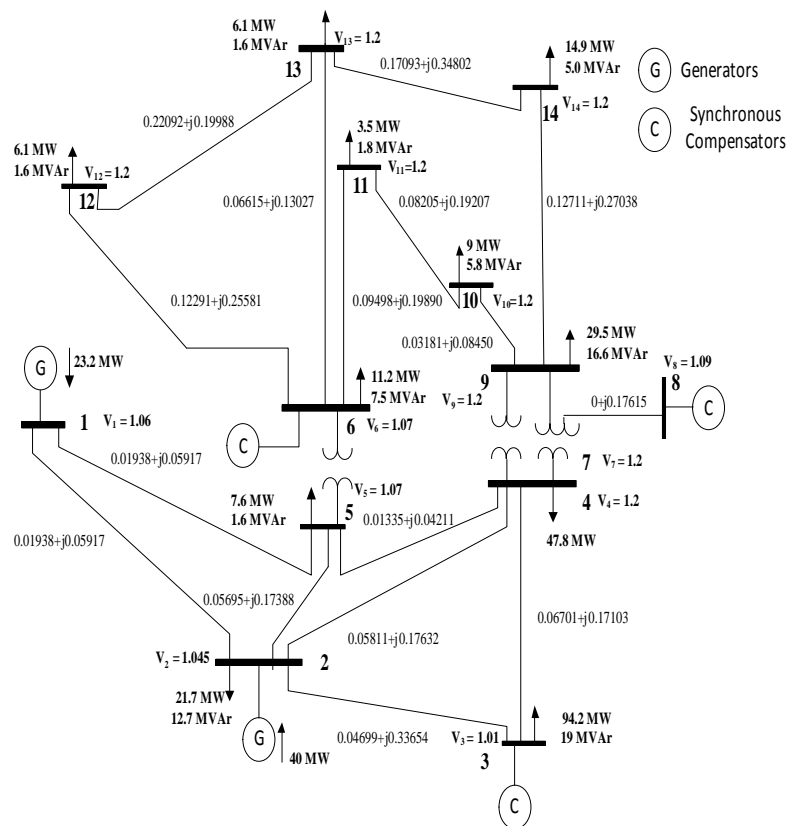 6.1 MW
1.6 MVAr
V13 = 1.2
13
0.17093+j0.34802
14.9 MW
5.0 MVAr
14
V14 = 1.2
G
Generators
C
Synchronous
Compensators
0.22092+j0.19988
6.1 MW
1.6 MVAr
V12 = 1.2
12
3.5 MW
1.8 MVAr
V11=1.2
11
0.06615+j0.13027
0.08205+j0.19207
0.12711+j0.27038
9 MW
5.8 MVAr
10
V10=1.2
0.12291+j0.25581
0.09498+j0.19890
0.03181+j0.08450
29.5 MW
16.6 MVAr
9
V9 = 1.2
V8 = 1.09
8
C
0+j0.17615
G
23.2 MW
1
V1 = 1.06
11.2 MW
7.5 MVAr
6
V6 = 1.07
C
0.01938+j0.05917
7
V7 = 1.2
4
V4 = 1.2
47.8 MW
7.6 MW
1.6 MVAr
V5 = 1.07
5
0.01335+j0.04211
0.01938+j0.05917
0.05695+j0.17388
0.05811+j0.17632
0.06701+j0.17103
V2 = 1.045
2
21.7 MW
12.7 MVAr
G
40 MW
0.04699+j0.33654
V3 = 1.01
3
94.2 MW
19 MVAr
C